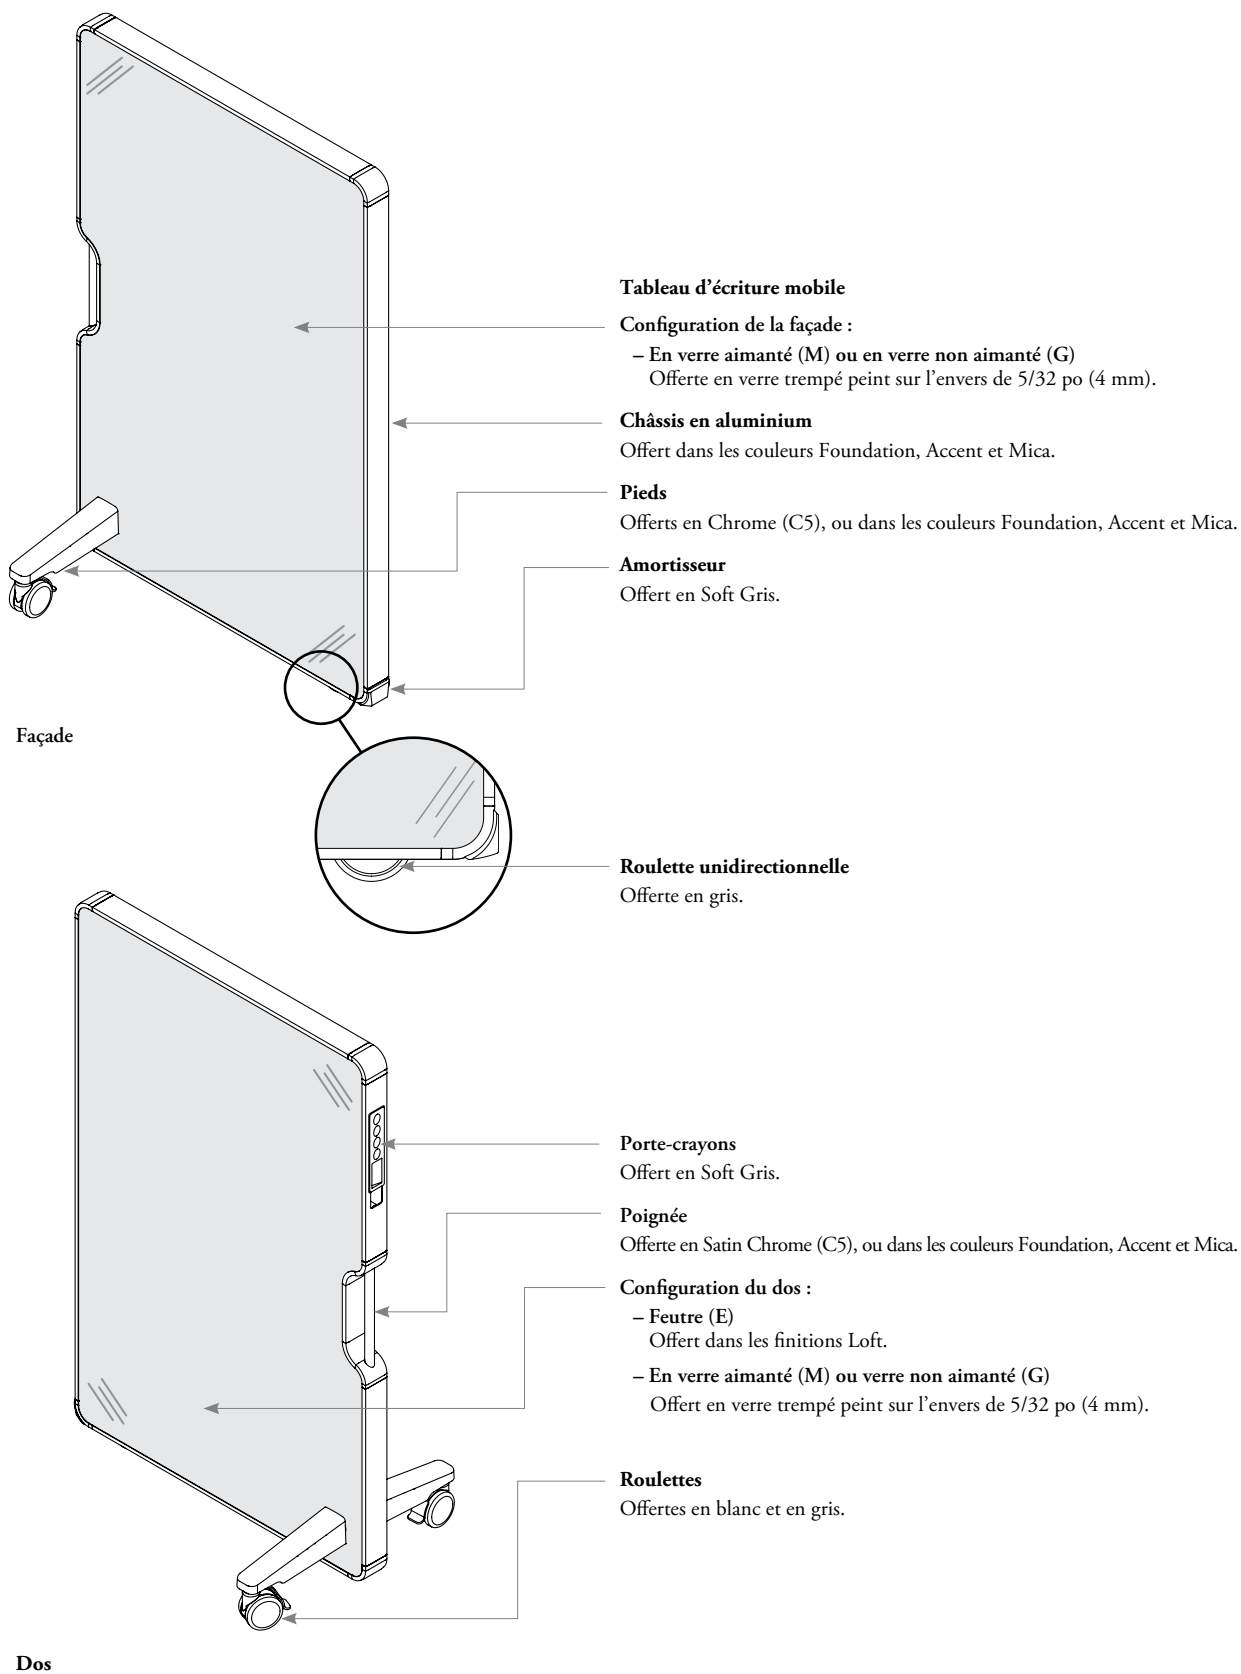 Tableau d’écriture mobile
Configuration de la façade :
– En verre aimanté (M) ou en verre non aimanté (G)
Offerte en verre trempé peint sur l’envers de 5/32 po (4 mm).
Châssis en aluminium
Offert dans les couleurs Foundation, Accent et Mica.
Pieds
Offerts en Chrome (C5), ou dans les couleurs Foundation, Accent et Mica.
Amortisseur
Offert en Soft Gris.
Façade
Roulette unidirectionnelle
Offerte en gris.
Porte-crayons
Offert en Soft Gris.
Poignée
Offerte en Satin Chrome (C5), ou dans les couleurs Foundation, Accent et Mica.
Configuration du dos :
– Feutre (E)
Offert dans les finitions Loft.
– En verre aimanté (M) ou verre non aimanté (G)
Offert en verre trempé peint sur l’envers de 5/32 po (4 mm).
Roulettes
Offertes en blanc et en gris.
Dos